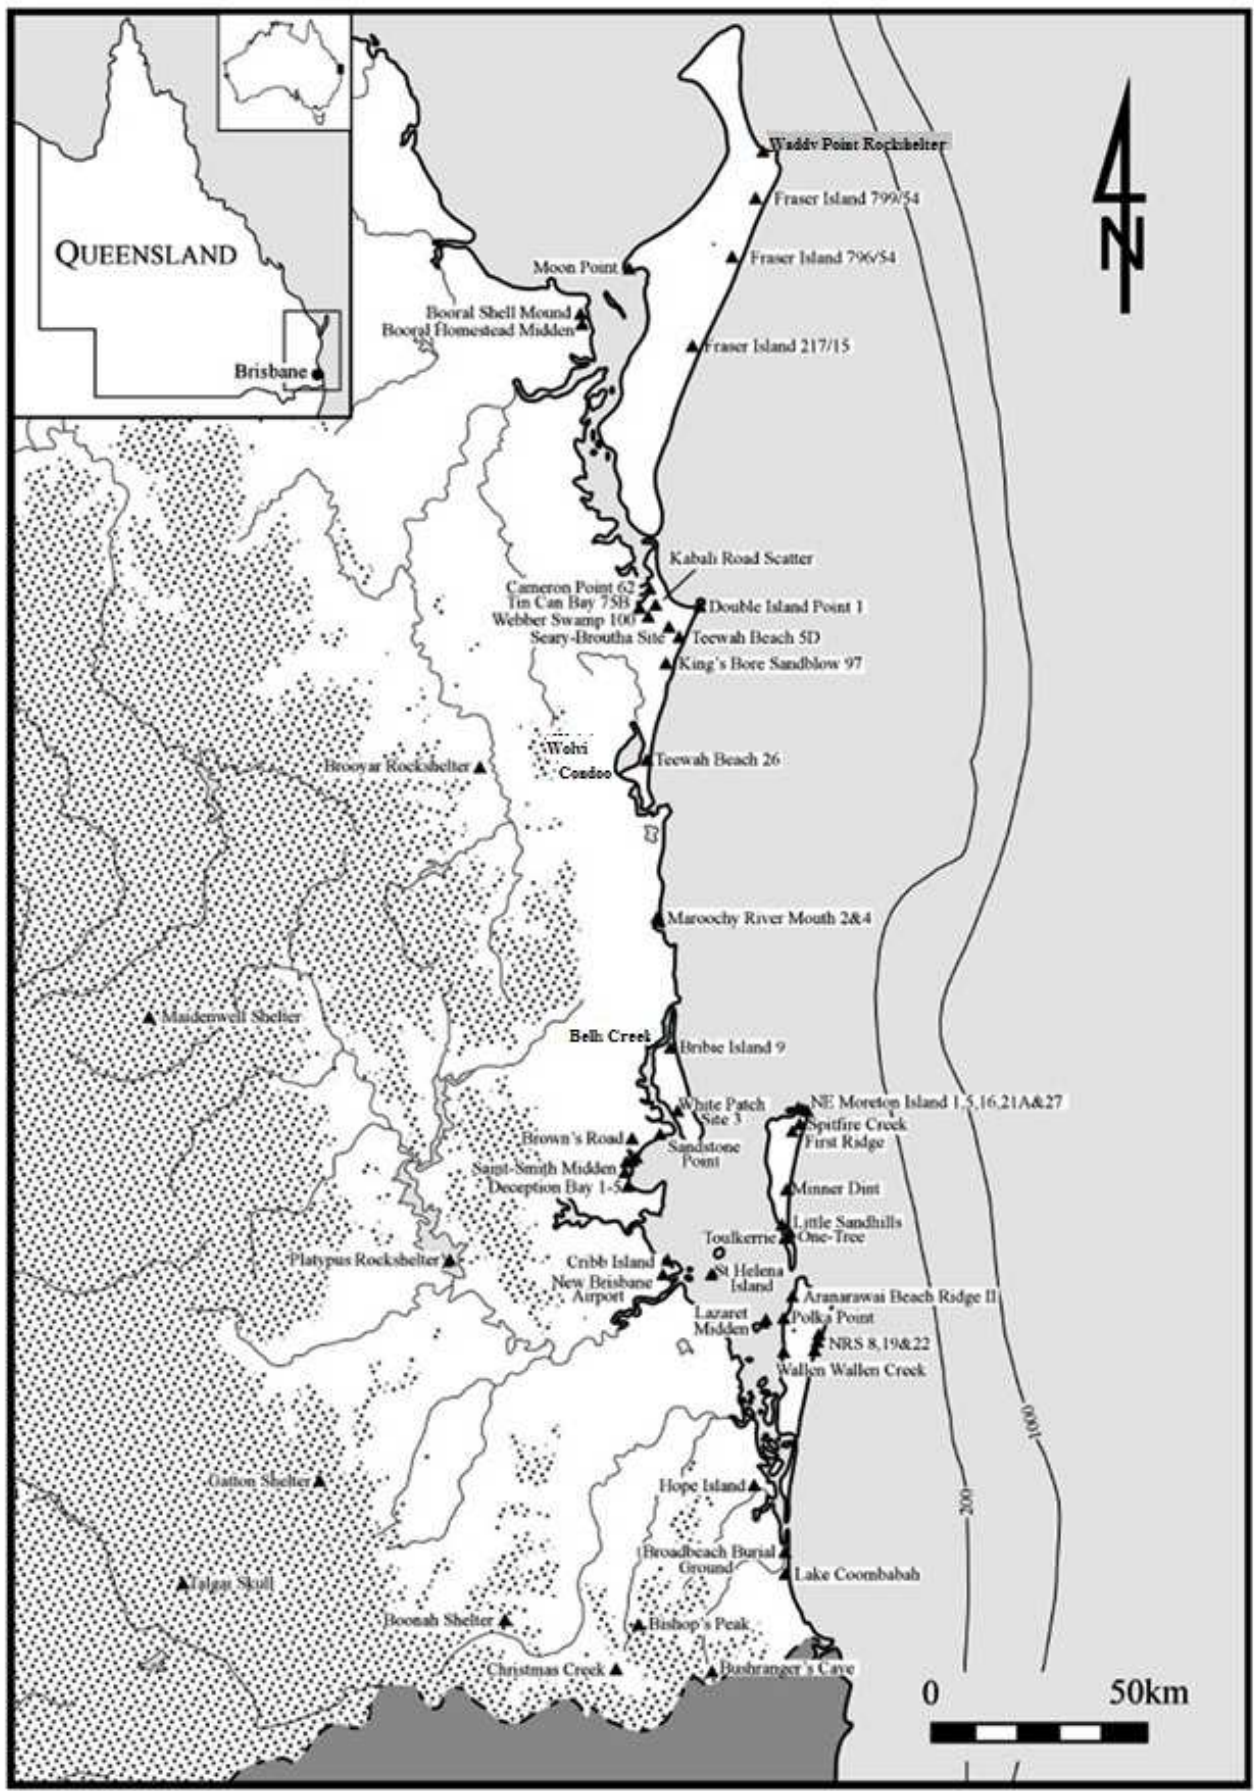 QUEENSLAND
Brisbane
N
Waddy Point Rockshelter
Fraser Island 799/54
Fraser Island 796/54
Moon Point
Booral Shell Mound
Booral Homestead Midden
Fraser Island 217/15
Kabali Road Scatter
Cameron Point 62
Tin Can Bay 75B
Double Island Point 1
Webber Swamp 100
Seary-Broutha Site
Teewah Beach 5D
King's Bore Sandblow 97
Wolvi
Teewah Beach 26
Brooyar Rockshelter
Condoo
Maroochy River Mouth 2&4
Maidenwell Shelter
Bells Creek
Bribie Island 9
White Patch
Site 3
NE Moreton Island 1,5,16,21A&27
Spitfire Creek
First Ridge
Brown's Road
Sandstone
Point
Saint-Smith Midden
Deception Bay 1-5
Minner Dint
Little Sandhills
Toulkerrie
One-Tree
Platypus Rockshelter
Cribb Island
New Brisbane
Airport
St Helena
Island
Aranarawai Beach Ridge II
Lazaret
Midden
Polka Point
NRS 8,19&22
Wallen Wallen Creek
1000
Gatton Shelter
Hope Island
200
Broadbeach Burial
Ground
Lake Coombabah
Talgai Skull
Boonah Shelter
Bishop's Peak
Christmas Creek
Bushranger's Cave
0
50km